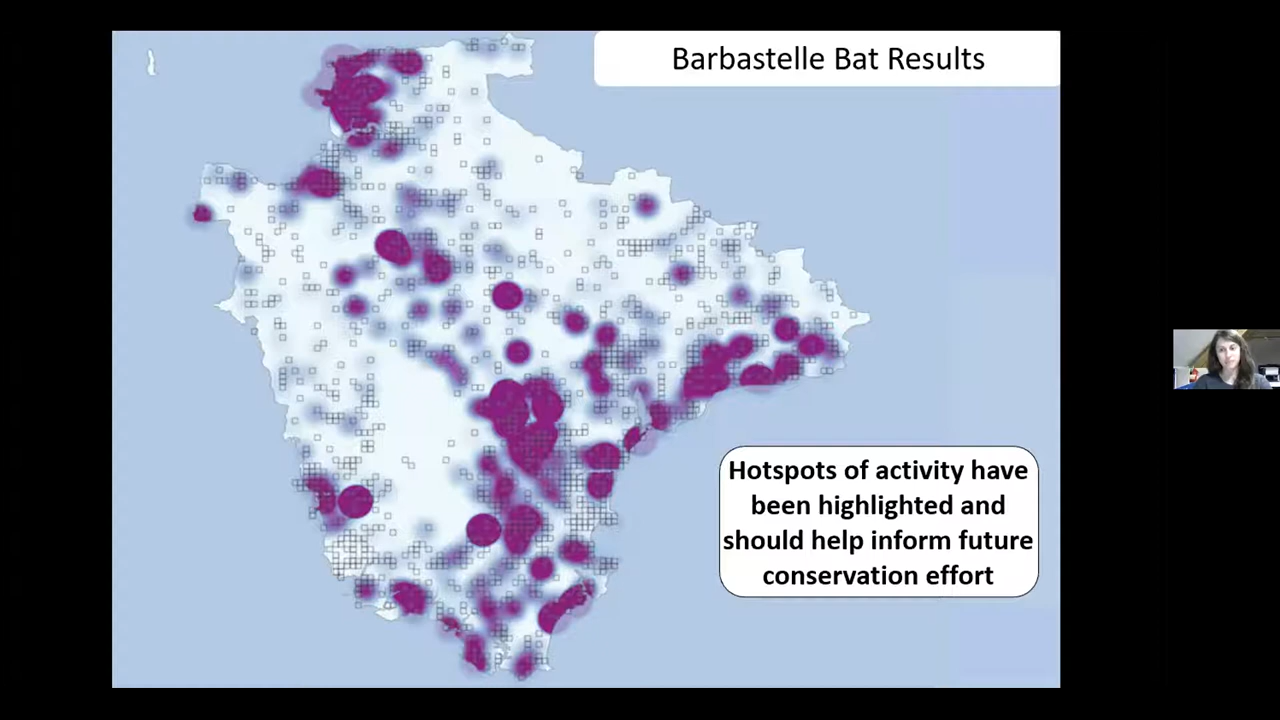 Barbastelle Bat Results
Hotspots of activity have
been highlighted and
should help inform future
conservation effort